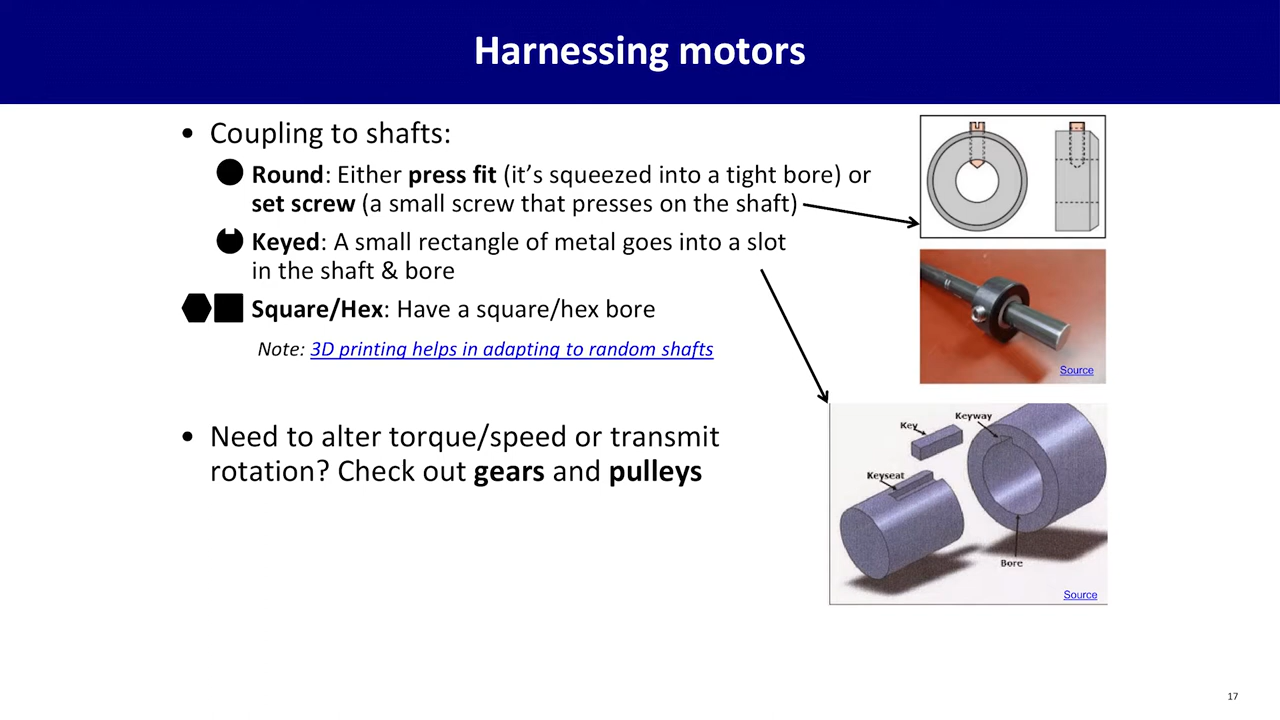 Harnessing motors
• Coupling to shafts:
Round: Either press fit (it’s squeezed into a tight bore) or
set screw (a small screw that presses on the shaft)
Keyed: A small rectangle of metal goes into a slot
in the shaft & bore
Square/Hex: Have a square/hex bore
Note: 3D printing helps in adapting to random shafts
• Need to alter torque/speed or transmit
rotation? Check out gears and pulleys
Source
Keyway
Key
Keyseat
Bore
Source
17